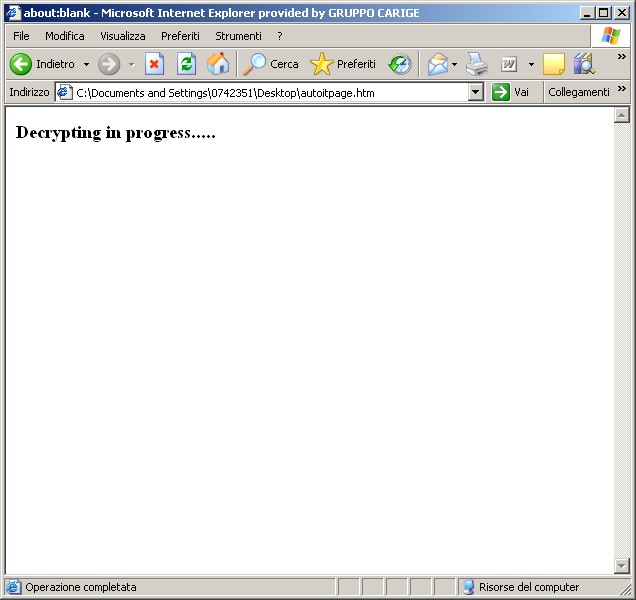 about:blank - Microsoft Internet Explorer provided by GRUPPO CARIGE
File Modifica Visualizza Preferiti Strumenti ?
Indietro Cerca Preferiti W »
Indirizzo C:\Documents and Settings\0742351\Desktop\autoitpage.htm Vai Collegamenti »
Decrypting in progress.....
Operazione completata Risorse del computer